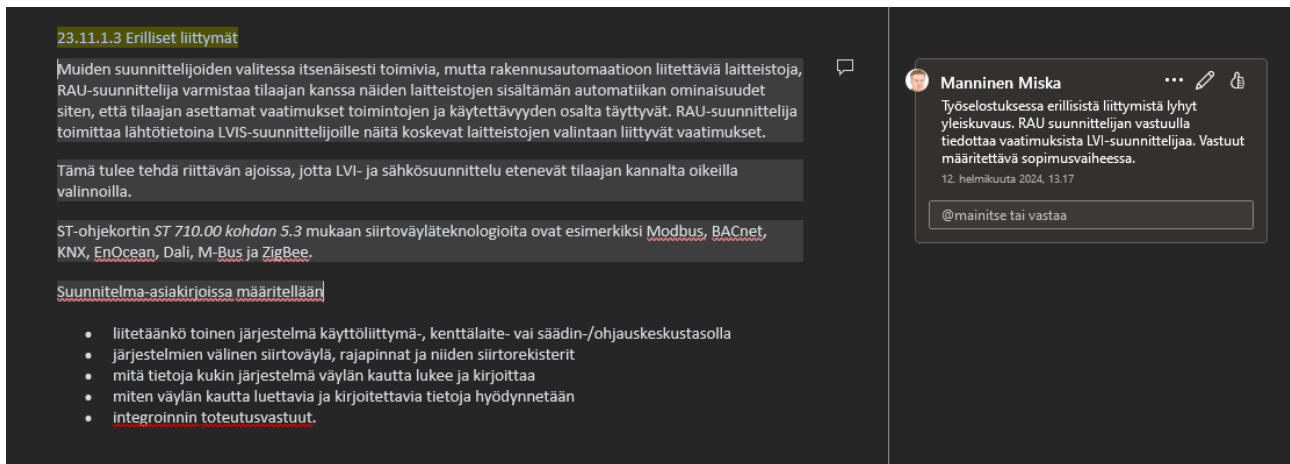 23.11.1.3 Erilliset liittymät
Muiden suunnittelijoiden valitessa itsenäisesti toimivia, mutta rakennusautomaatioon liitettäviä laitteistoja,
RAU-suunnittelija varmistaa tilaajan kanssa näiden laitteistojen sisältämän automatiikan ominaisuudet
siten, että tilaajan asettamat vaatimukset toimintojen ja käytettävyyden osalta täyttyvät. RAU-suunnittelija
toimittaa lähtötietoina LVIS-suunnittelijoille näitä koskevat laitteistojen valintaan liittyvät vaatimukset.
Tämä tulee tehdä riittävän ajoissa, jotta LVI- ja sähkösuunnittelu etenevät tilaajan kannalta oikeilla
valinnoilla.
ST-ohjekortin ST 710.00 kohdan 5.3 mukaan siirtoväyläteknologioita ovat esimerkiksi Modbus, BACnet,
KNX, EnOcean, Dali, M-Bus ja ZigBee.
Suunnitelma-asiakirjoissa määritellään
• liitetäänkö toinen järjestelmä käyttöliittymä-, kenttälaite- vai säädin-/ohjauskeskustasolla
• järjestelmien välinen siirtoväylä, rajapinnat ja niiden siirtorekisterit
• mitä tietoja kukin järjestelmä väylän kautta lukee ja kirjoittaa
• miten väylän kautta luettavia ja kirjoitettavia tietoja hyödynnetään
• integroinnin toteutusvastuut.
Manninen Miska
Työselostuksessa erillisistä liittymistä lyhyt
yleiskuvaus. RAU suunnittelijan vastuulla
tiedottaa vaatimuksista LVI-suunnittelijaa. Vastuut
määritettävä sopimusvaiheessa.
12. helmikuuta 2024, 13.17
@mainitse tai vastaa